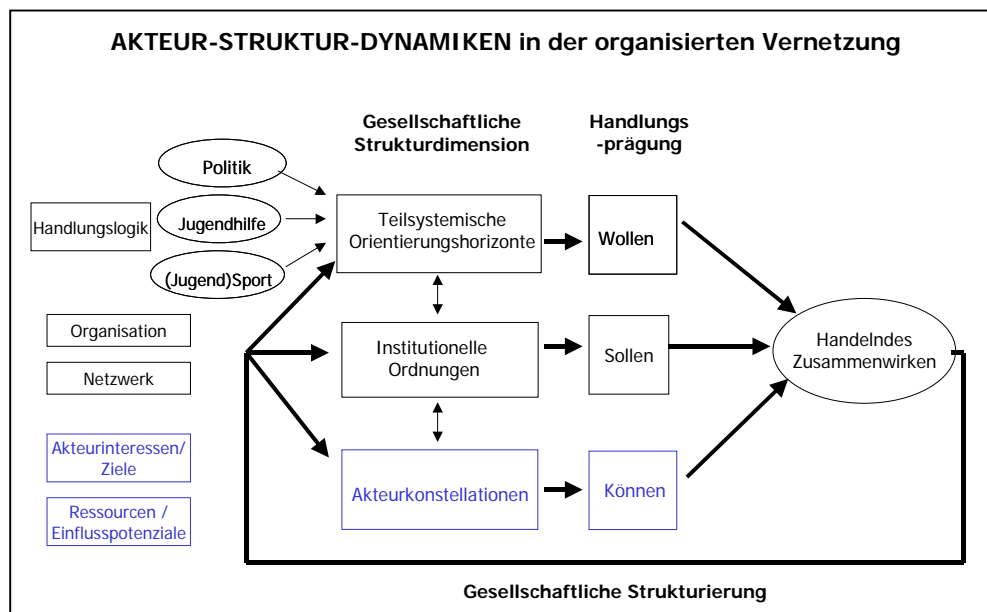 AKTEUR-STRUKTUR-DYNAMIKEN in der organisierten Vernetzung
Gesellschaftliche
Strukturdimension
Handlungs
-prägung
Politik
Jugendhilfe
(Jugend)Sport
Handlungslogik
Teilsystemische
Orientierungshorizonte
Wollen
Organisation
Netzwerk
Institutionelle
Ordnungen
Sollen
Handelndes
Zusammenwirken
Akteurinteressen/
Ziele
Ressourcen /
Einflusspotenziale
Akteurkonstellationen
Können
Gesellschaftliche Strukturierung